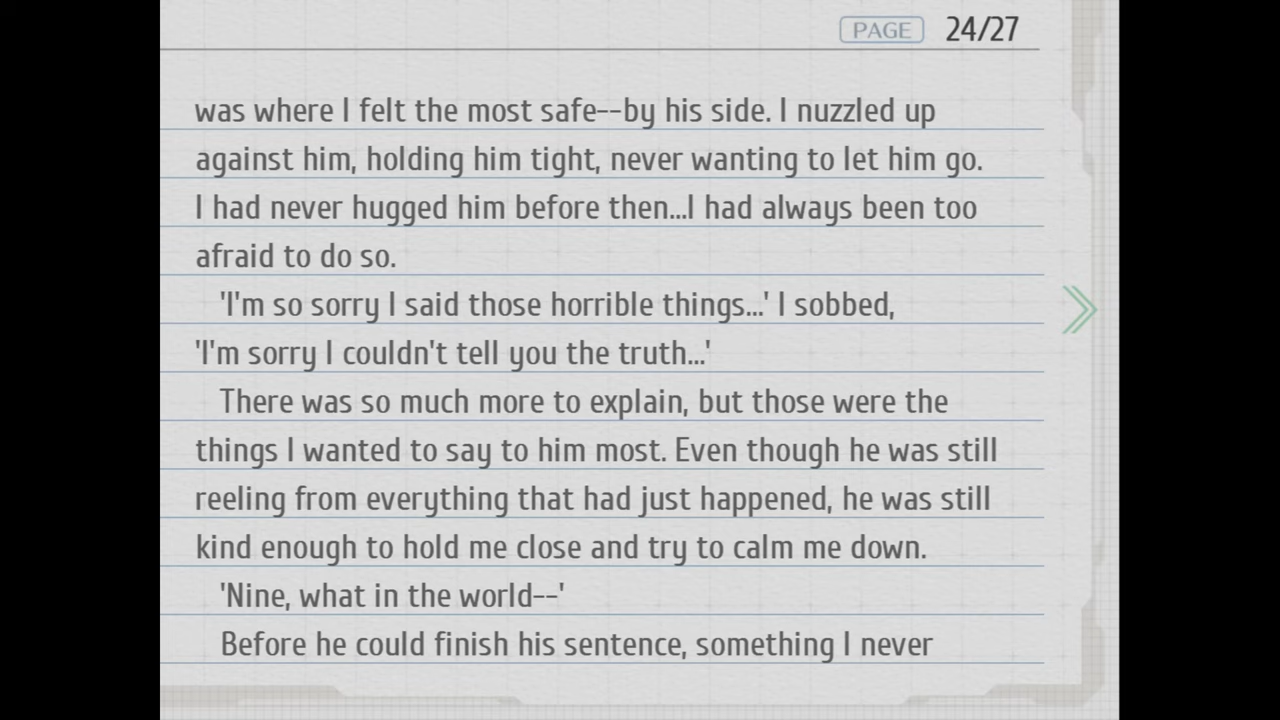 PAGE 24/27
was where I felt the most safe--by his side. I nuzzled up
against him, holding him tight, never wanting to let him go.
I had never hugged him before then...I had always been too
afraid to do so.
'I'm so sorry I said those horrible things...' I sobbed,
'I'm sorry I couldn't tell you the truth...'
There was so much more to explain, but those were the
things I wanted to say to him most. Even though he was still
reeling from everything that had just happened, he was still
kind enough to hold me close and try to calm me down.
'Nine, what in the world--'
Before he could finish his sentence, something I never